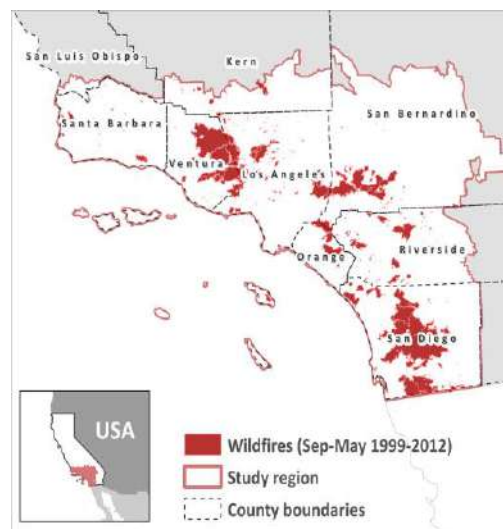 San Luis Obispo
Kern
San Bernardino
Santa Barbara
Ventura
Los Angeles
Orange
Riverside
San Diego
USA
Wildfires (Sep-May 1999-2012)
Study region
County boundaries